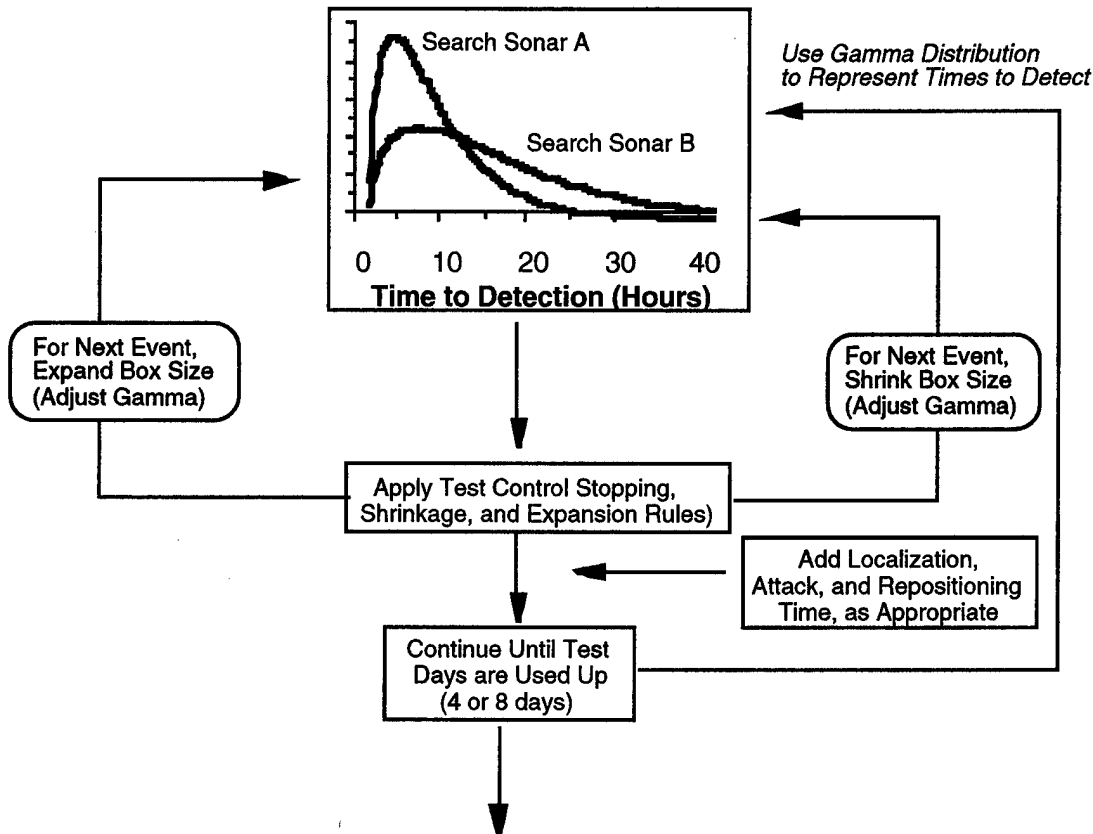 Search Sonar A
Use Gamma Distribution
to Represent Times to Detect
Search Sonar B
0 10 20 30 40
Time to Detection (Hours)
For Next Event,
Expand Box Size
(Adjust Gamma)
For Next Event,
Shrink Box Size
(Adjust Gamma)
Apply Test Control Stopping,
Shrinkage, and Expansion Rules)
Add Localization,
Attack, and Repositioning
Time, as Appropriate
Continue Until Test
Days are Used Up
(4 or 8 days)